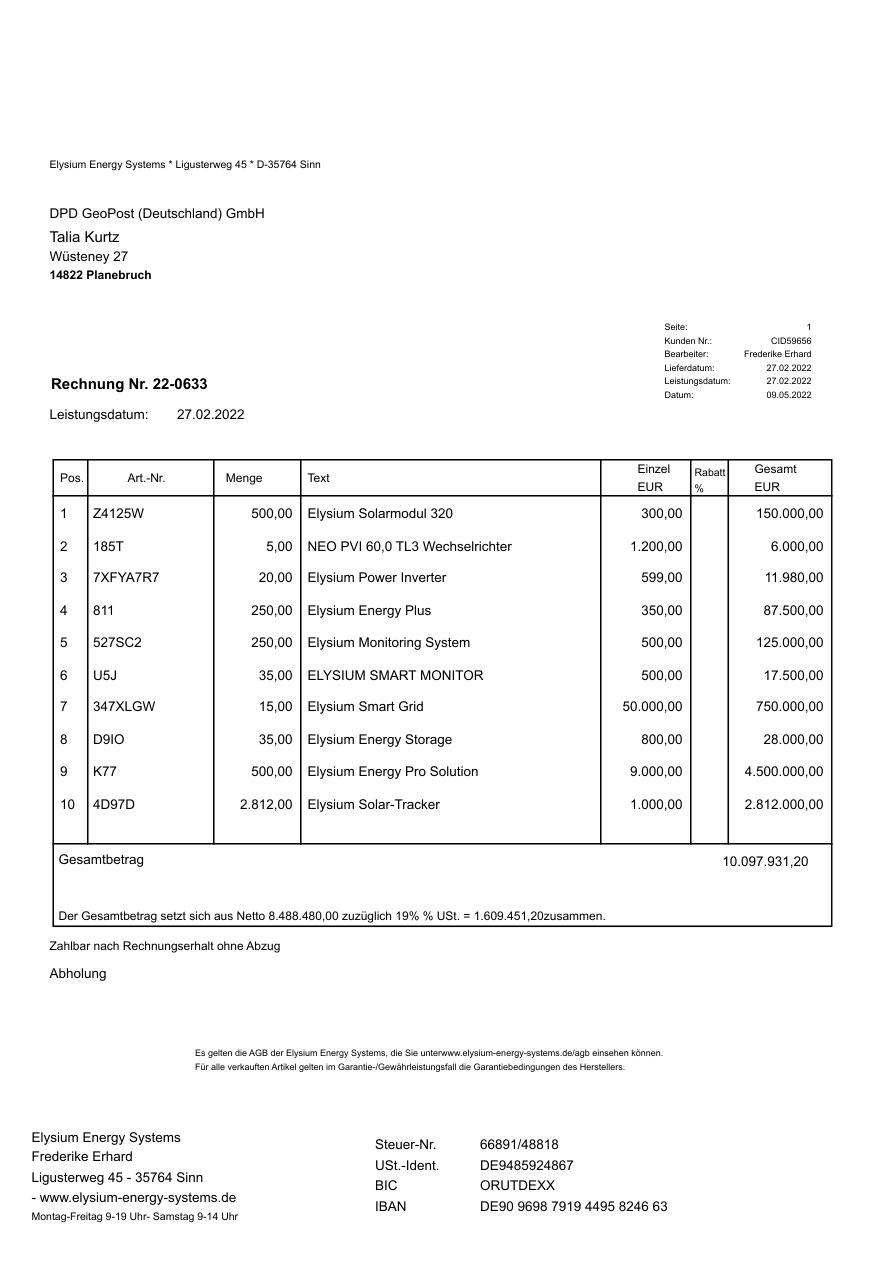 Elysium Energy Systems * Ligusterweg 45 * D-35764 Sinn
DPD GeoPost (Deutschland) GmbH
Talia Kurtz
Wüsteney 27
14822 Planebruch
Seite: 1
Kunden Nr.: CID59656
Bearbeiter: Frederike Erhard
Lieferdatum: 27.02.2022
Leistungsdatum: 27.02.2022
Datum: 09.05.2022
Rechnung Nr. 22-0633
Leistungsdatum: 27.02.2022
Pos. Art.-Nr. Menge Text Einzel EUR Rabatt % Gesamt EUR
1 Z4125W 500,00 Elysium Solarmodul 320 300,00 150.000,00
2 185T 5,00 NEO PVI 60,0 TL3 Wechselrichter 1.200,00 6.000,00
3 7XFYA7R7 20,00 Elysium Power Inverter 599,00 11.980,00
4 811 250,00 Elysium Energy Plus 350,00 87.500,00
5 527SC2 250,00 Elysium Monitoring System 500,00 125.000,00
6 U5J 35,00 ELYSIUM SMART MONITOR 500,00 17.500,00
7 347XLGW 15,00 Elysium Smart Grid 50.000,00 750.000,00
8 D9IO 35,00 Elysium Energy Storage 800,00 28.000,00
9 K77 500,00 Elysium Energy Pro Solution 9.000,00 4.500.000,00
10 4D97D 2.812,00 Elysium Solar-Tracker 1.000,00 2.812.000,00
Gesamtbetrag 10.097.931,20
Der Gesamtbetrag setzt sich aus Netto 8.488.480,00 zuzüglich 19% % USt. = 1.609.451,20zusammen.
Zahlbar nach Rechnungserhalt ohne Abzug
Abholung
Es gelten die AGB der Elysium Energy Systems, die Sie unterwww.elysium-energy-systems.de/agb einsehen können.
Für alle verkauften Artikel gelten im Garantie-/Gewährleistungsfall die Garantiebedingungen des Herstellers.
Elysium Energy Systems
Frederike Erhard
Ligusterweg 45 - 35764 Sinn
- www.elysium-energy-systems.de
Montag-Freitag 9-19 Uhr- Samstag 9-14 Uhr
Steuer-Nr. 66891/48818
USt.-Ident. DE9485924867
BIC ORUTDEXX
IBAN DE90 9698 7919 4495 8246 63